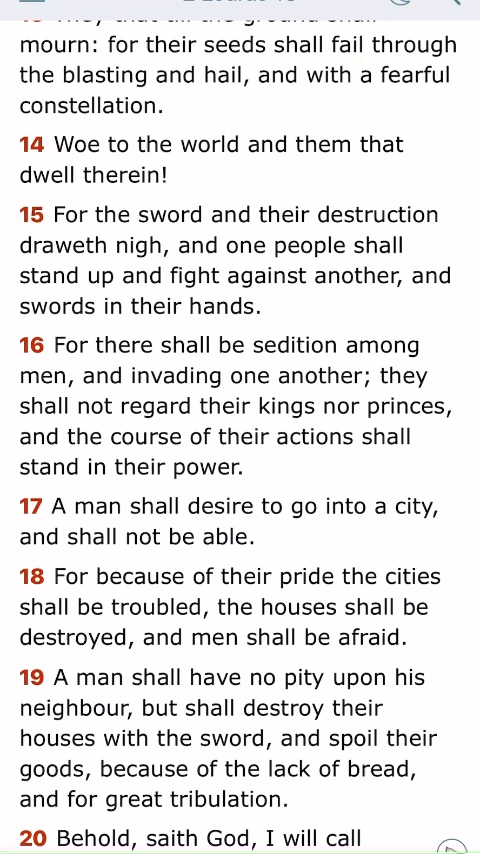 mourn: for their seeds shall fail through
the blasting and hail, and with a fearful
constellation.
14 Woe to the world and them that
dwell therein!
15 For the sword and their destruction
draweth nigh, and one people shall
stand up and fight against another, and
swords in their hands.
16 For there shall be sedition among
men, and invading one another; they
shall not regard their kings nor princes,
and the course of their actions shall
stand in their power.
17 A man shall desire to go into a city,
and shall not be able.
18 For because of their pride the cities
shall be troubled, the houses shall be
destroyed, and men shall be afraid.
19 A man shall have no pity upon his
neighbour, but shall destroy their
houses with the sword, and spoil their
goods, because of the lack of bread,
and for great tribulation.
20 Behold, saith God, I will call